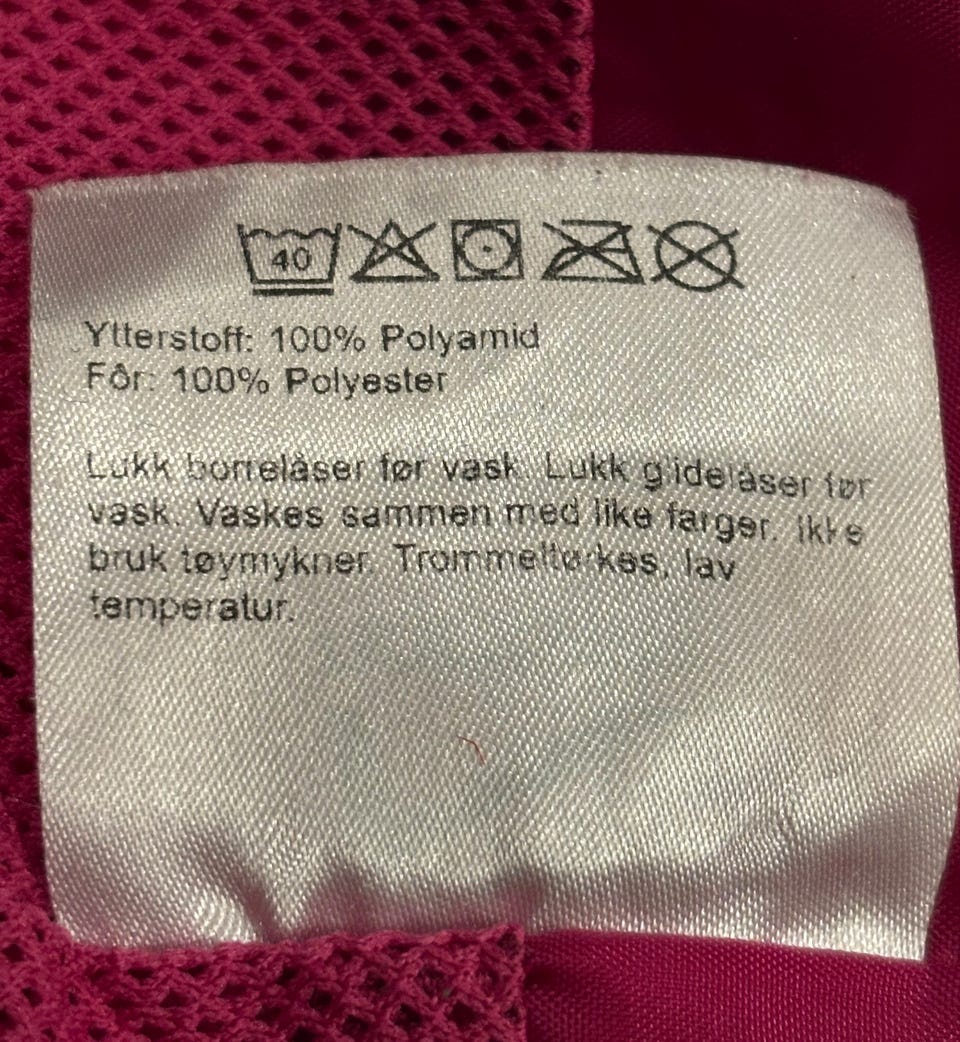 40
Ytterstoff: 100% Polyamid
Fôr: 100% Polyester
Lukk borrelåser før vask. Lukk glidelåser før
vask. Vaskes sammen med like farger. Ikke
bruk tøymykner. Trommeltørkes, lav
temperatur.